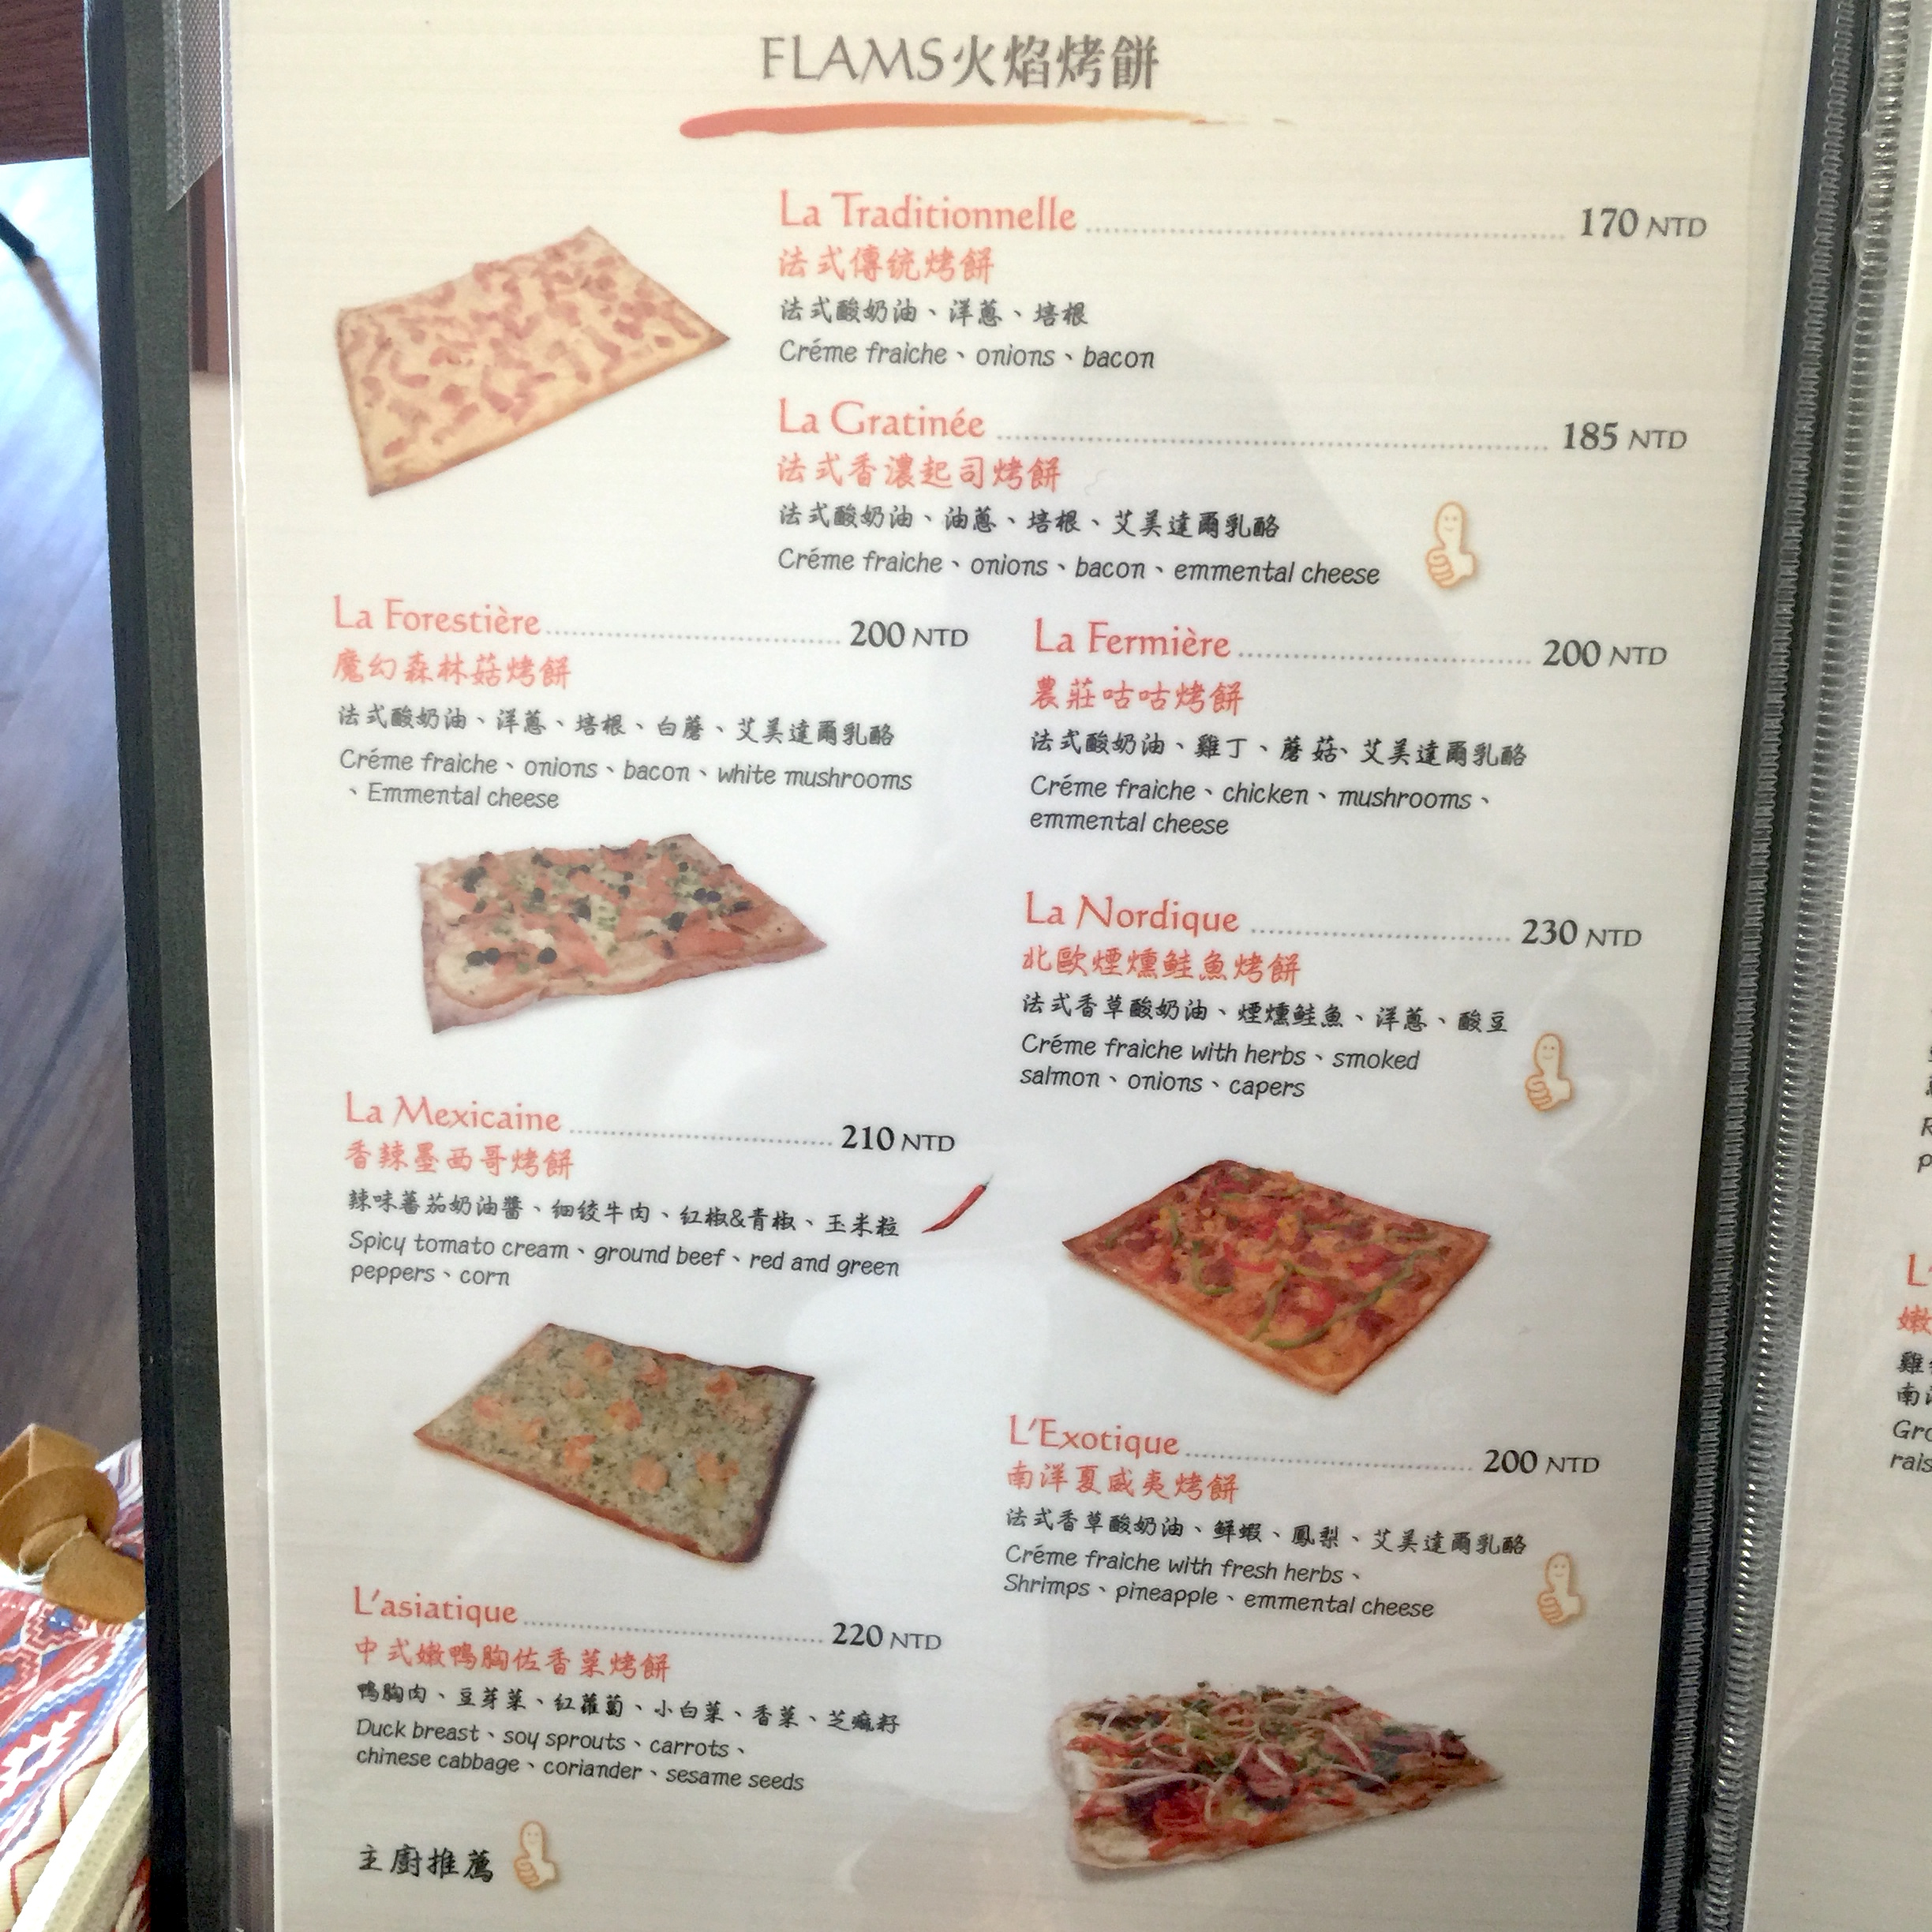 FLAMS火焰烤餅
La Traditionnelle 170 NTD
法式傳统烤餅
法式酸奶油、洋蔥、培根
Créme fraiche、onions、bacon
La Gratinée 185 NTD
法式香濃起司烤餅
法式酸奶油、油蔥、培根、艾美達爾乳酪
Créme fraiche、onions、bacon、emmental cheese
La Forestière 200 NTD
魔幻森林菇烤餅
法式酸奶油、洋蔥、培根、白蘑、艾美達爾乳酪
Créme fraiche、onions、bacon、white mushrooms
、Emmental cheese
La Fermière 200 NTD
農莊咕咕烤餅
法式酸奶油、雞丁、蘑菇、艾美達爾乳酪
Créme fraiche、chicken、mushrooms、
emmental cheese
La Nordique 230 NTD
北歐煙燻鮭魚烤餅
法式香草酸奶油、煙燻鮭魚、洋蔥、酸豆
Créme fraiche with herbs、smoked
salmon、onions、capers
La Mexicaine 210 NTD
香辣墨西哥烤餅
辣味蕃茄奶油醬、细绞牛肉、红椒&青椒、玉米粒
Spicy tomato cream、ground beef、red and green
peppers、corn
L'Exotique 200 NTD
南洋夏威夷烤餅
法式香草酸奶油、鮮蝦、鳳梨、艾美達爾乳酪
Créme fraiche with fresh herbs、
Shrimps、pineapple、emmental cheese
L'asiatique 220 NTD
中式嫩鴨胸佐香菜烤餅
鴨胸肉、豆芽菜、红蘿蔔、小白菜、香菜、芝麻籽
Duck breast、soy sprouts、carrots、
chinese cabbage、coriander、sesame seeds
主廚推薦